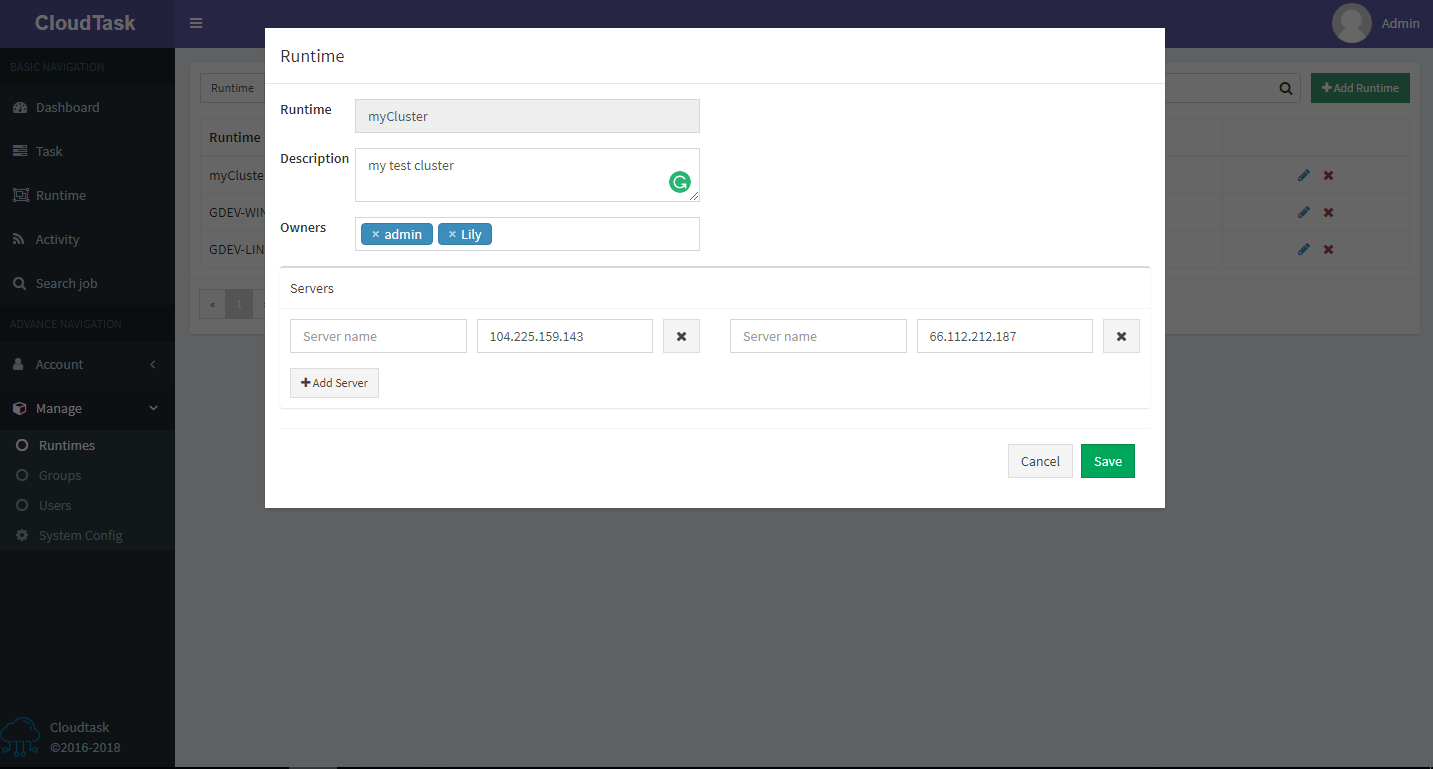 CloudTask
Admin
BASIC NAVIGATION
Dashboard
Task
Runtime
Activity
Search job
ADVANCE NAVIGATION
Account
Manage
Runtimes
Groups
Users
System Config
Cloudtask
©2016-2018
Runtime
Add Runtime
Runtime
myCluste
GDEV-WIN
GDEV-LIN
« 1
Runtime
Runtime
myCluster
Description
my test cluster
Owners
× admin × Lily
Servers
Server name 104.225.159.143 Server name 66.112.212.187
Add Server
Cancel Save